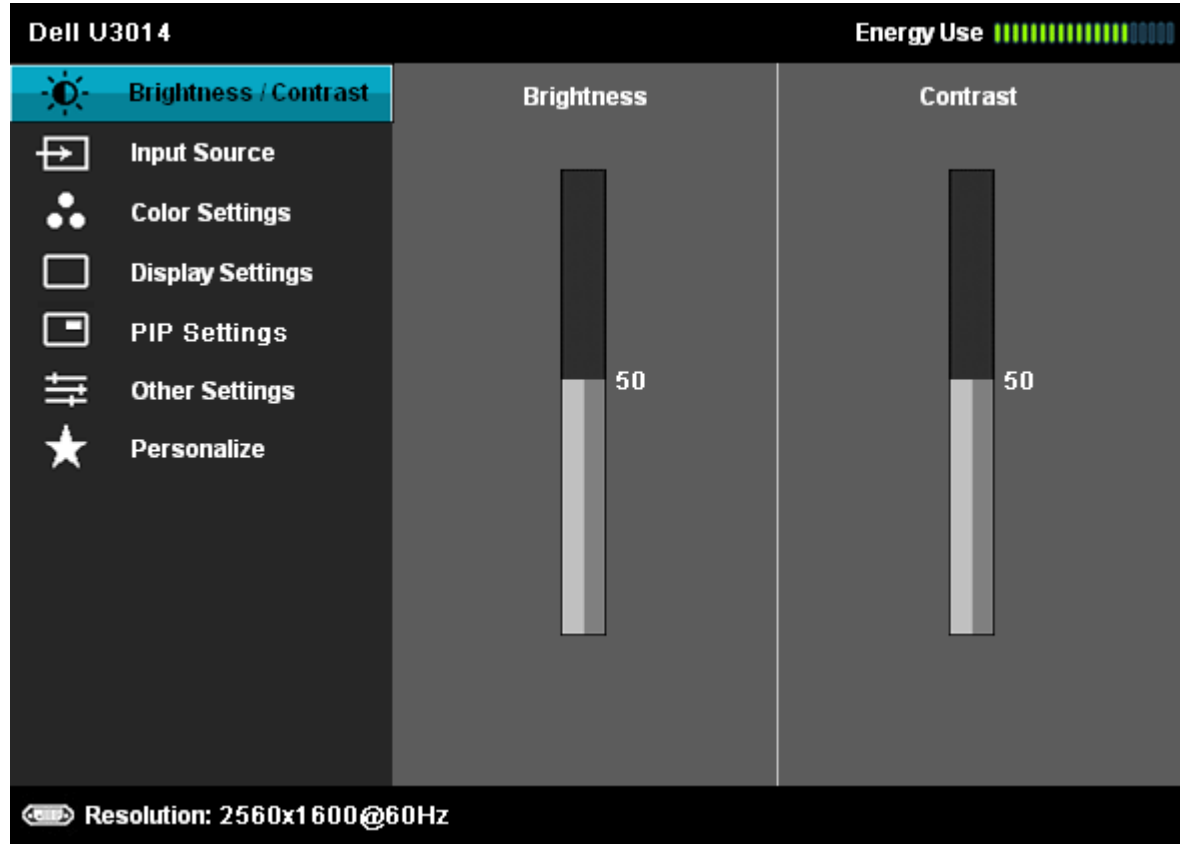 Dell U3014
Energy Use
Brightness / Contrast
Input Source
Color Settings
Display Settings
PIP Settings
Other Settings
Personalize
Brightness
50
Contrast
50
Resolution: 2560x1600@60Hz